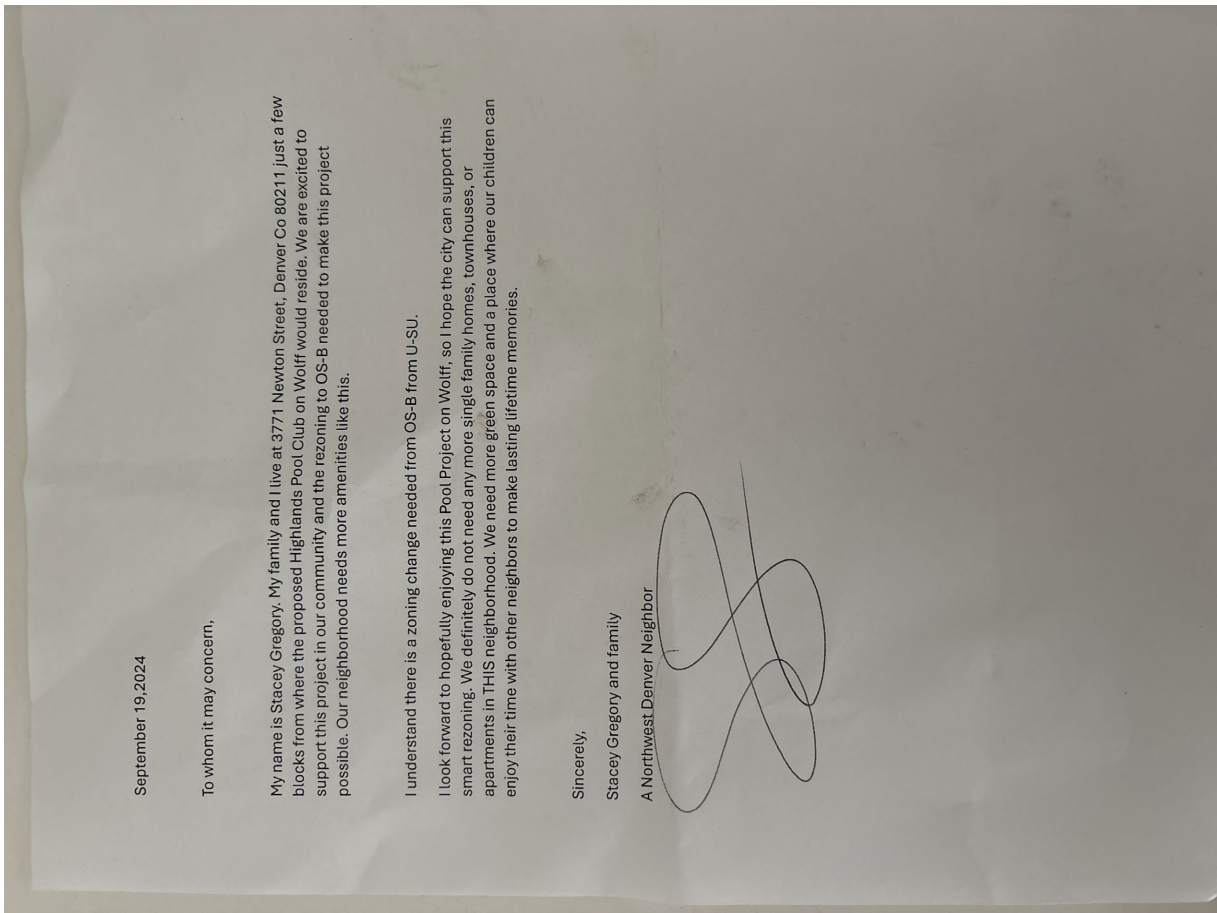 September 19,2024
To whom it may concern,
My name is Stacey Gregory. My family and I live at 3771 Newton Street, Denver Co 80211 just a few
blocks from where the proposed Highlands Pool Club on Wolff would reside. We are excited to
support this project in our community and the rezoning to OS-B needed to make this project
possible. Our neighborhood needs more amenities like this.
I understand there is a zoning change needed from OS-B from U-SU.
I look forward to hopefully enjoying this Pool Project on Wolff, so I hope the city can support this
smart rezoning. We definitely do not need any more single family homes, townhouses, or
apartments in THIS neighborhood. We need more green space and a place where our children can
enjoy their time with other neighbors to make lasting lifetime memories.
Sincerely,
Stacey Gregory and family
A Northwest Denver Neighbor